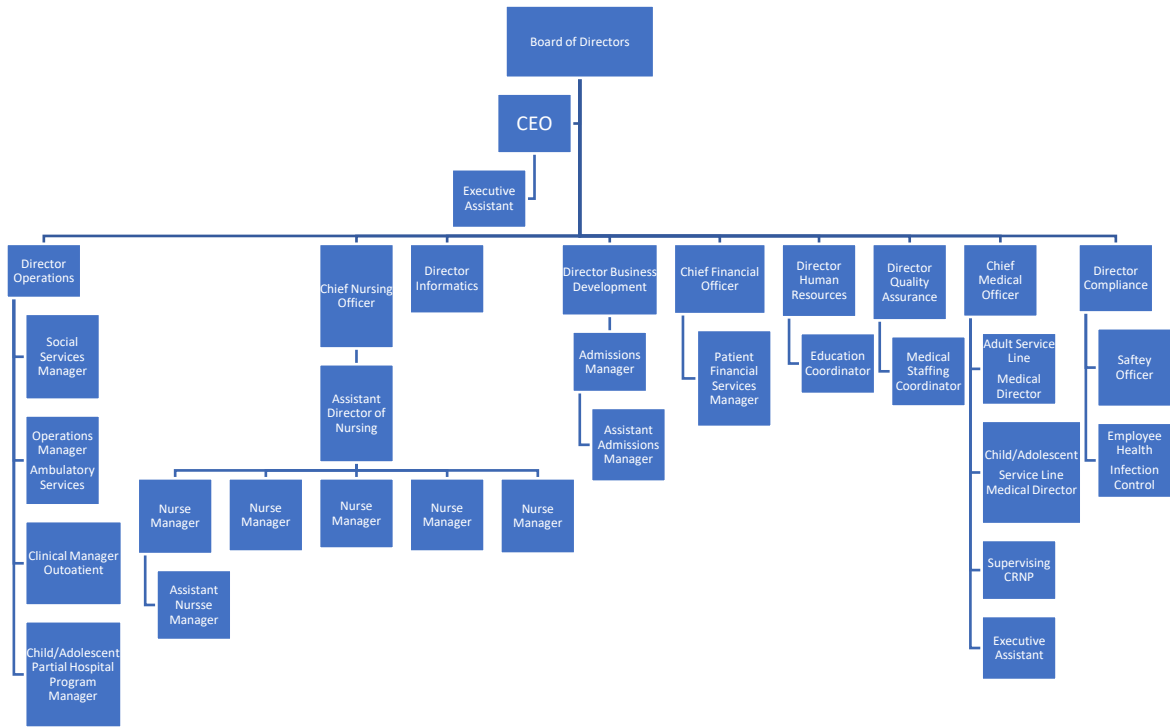 Board of Directors
CEO
Executive
Assistant
Director
Operations
Chief Nursing
Officer
Director
Informatics
Director Business
Development
Chief Financial
Officer
Director
Human
Resources
Director
Quality
Assurance
Chief
Medical
Officer
Director
Compliance
Social
Services
Manager
Operations
Manager
Ambulatory
Services
Clinical Manager
Outoatient
Child/Adolescent
Partial Hospital
Program
Manager
Assistant
Director of
Nursing
Nurse
Manager
Nurse
Manager
Nurse
Manager
Nurse
Manager
Nurse
Manager
Assistant
Nursse
Manager
Admissions
Manager
Assistant
Admissions
Manager
Patient
Financial
Services
Manager
Education
Coordinator
Medical
Staffing
Coordinator
Adult Service
Line
Medical
Director
Child/Adolescent
Service Line
Medical Director
Supervising
CRNP
Executive
Assistant
Saftey
Officer
Employee
Health
Infection
Control